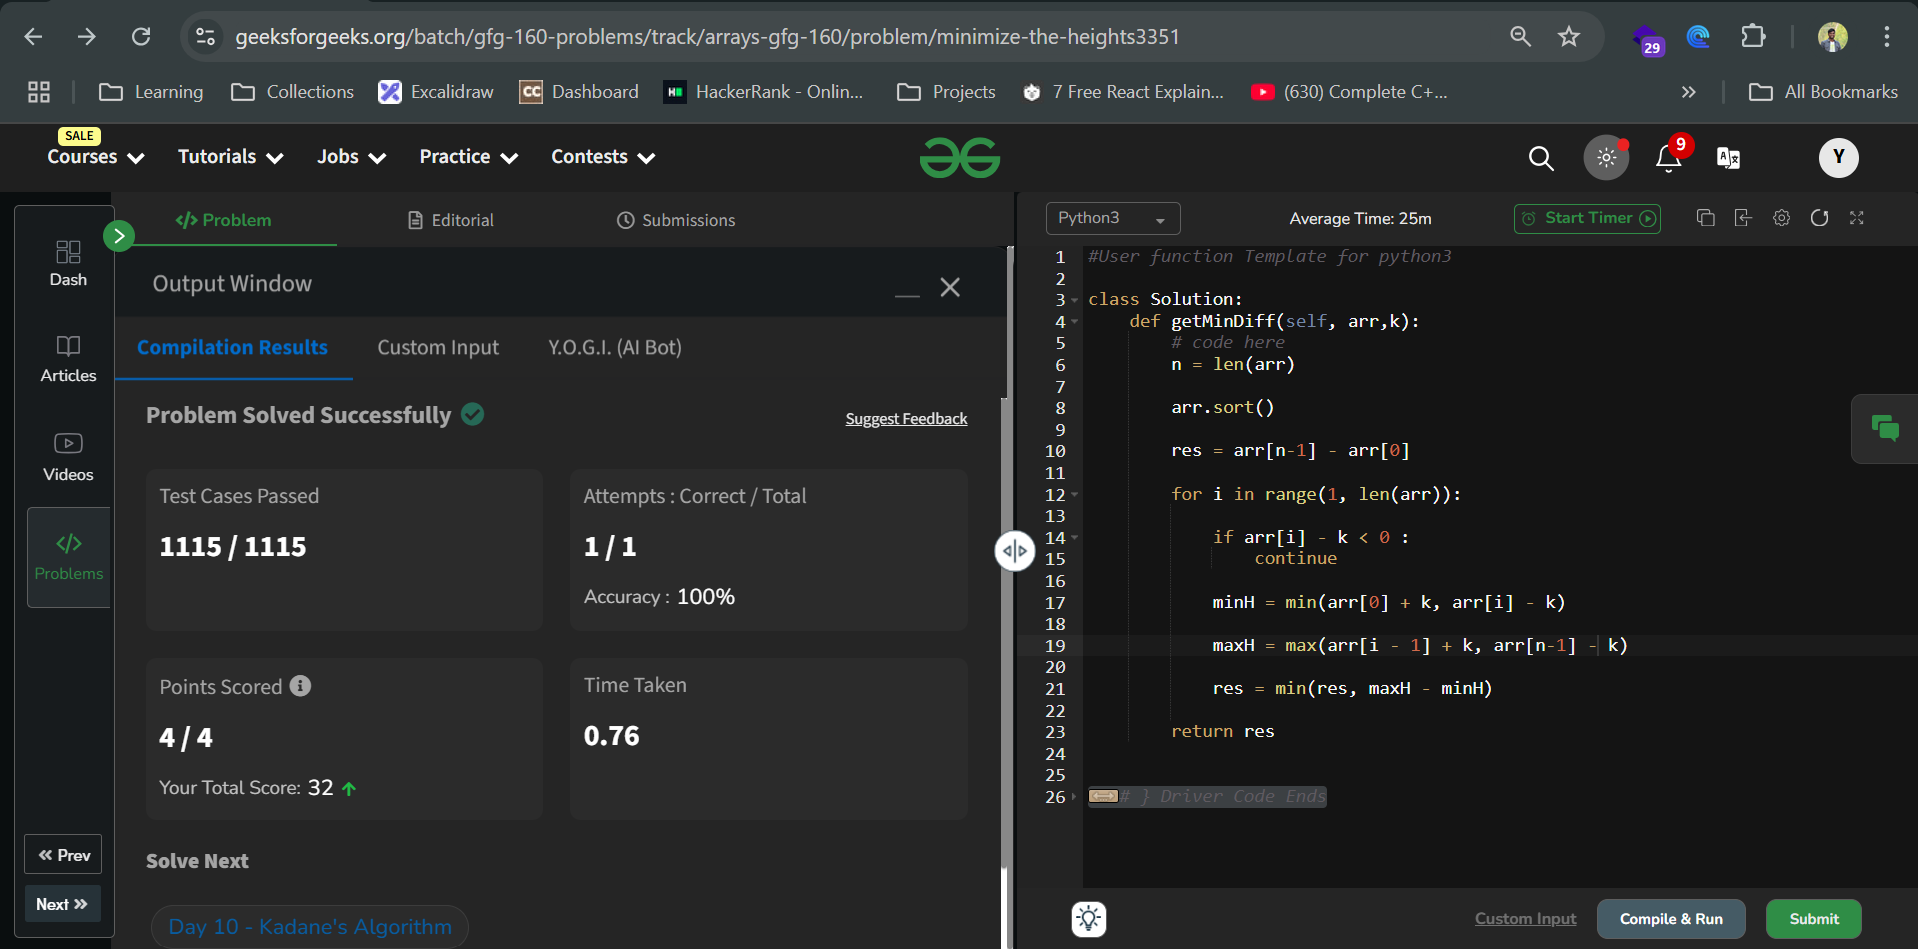 geeksforgeeks.org/batch/gfg-160-problems/track/arrays-gfg-160/problem/minimize-the-heights3351
29
Learning
Collections
Excalidraw
CC Dashboard
HackerRank - Onlin...
Projects
7 Free React Explain...
(630) Complete C+...
»
All Bookmarks
SALE
Courses
Tutorials
Jobs
Practice
Contests
9
Y
Dash
Articles
Videos
</>
Problems
« Prev
Next »
</> Problem
Editorial
Submissions
Output Window
Compilation Results
Custom Input
Y.O.G.I. (AI Bot)
Problem Solved Successfully
Suggest Feedback
Test Cases Passed
1115 / 1115
Attempts : Correct / Total
1 / 1
Accuracy : 100%
Points Scored
4 / 4
Your Total Score: 32
Time Taken
0.76
Solve Next
Day 10 - Kadane's Algorithm
Python3
Average Time: 25m
Start Timer
1 #User function Template for python3
2
3 class Solution:
4 def getMinDiff(self, arr,k):
5 # code here
6 n = len(arr)
7
8 arr.sort()
9
10 res = arr[n-1] - arr[0]
11
12 for i in range(1, len(arr)):
13
14 if arr[i] - k < 0 :
15 continue
16
17 minH = min(arr[0] + k, arr[i] - k)
18
19 maxH = max(arr[i - 1] + k, arr[n-1] - k)
20
21 res = min(res, maxH - minH)
22
23 return res
24
25
26 # } Driver Code Ends
Custom Input
Compile & Run
Submit